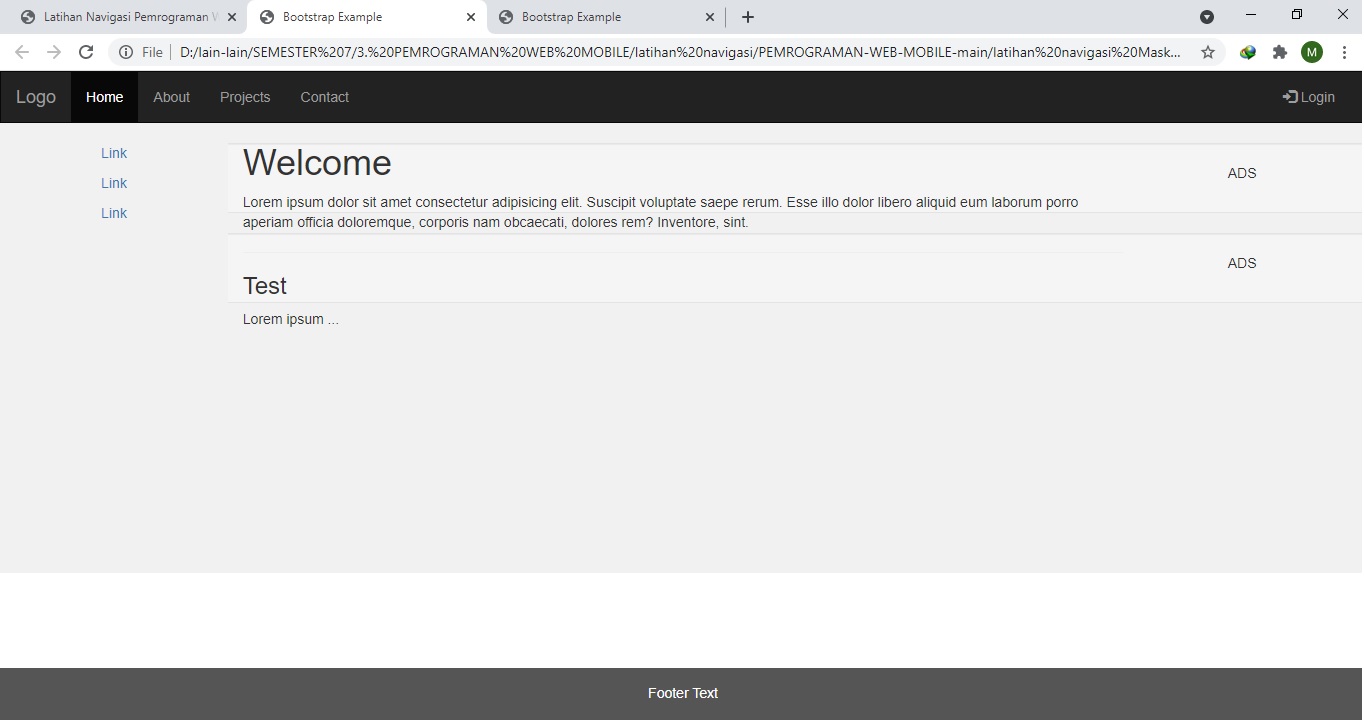 Latihan Navigasi Pemrograman W
Bootstrap Example
Bootstrap Example
File
D:/lain-lain/SEMESTER%207/3.%20PEMROGRAMAN%20WEB%20MOBILE/latihan%20navigasi/PEMROGRAMAN-WEB-MOBILE-main/latihan%20navigasi%20Mask...
M
Logo Home About Projects Contact Login
Link
Link
Link
Welcome
Lorem ipsum dolor sit amet consectetur adipisicing elit. Suscipit voluptate saepe rerum. Esse illo dolor libero aliquid eum laborum porro
aperiam officia doloremque, corporis nam obcaecati, dolores rem? Inventore, sint.
Test
Lorem ipsum ...
ADS
ADS
Footer Text